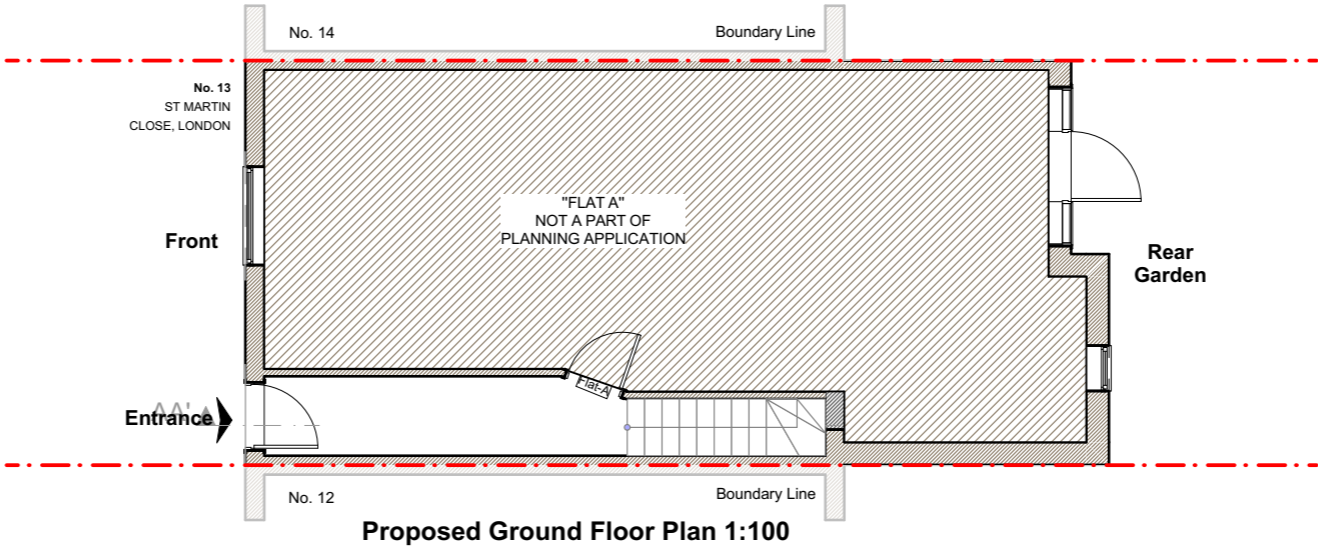 No. 14
Boundary Line
No. 13
ST MARTIN
CLOSE, LONDON
"FLAT A"
NOT A PART OF
PLANNING APPLICATION
Front
Rear
Garden
Flat-A
AA'
Entrance
No. 12
Boundary Line
Proposed Ground Floor Plan 1:100